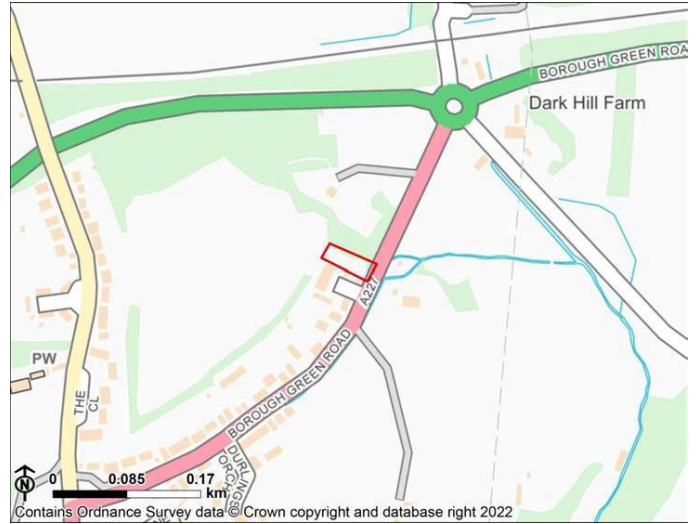 BOROUGH GREEN ROA
Dark Hill Farm
A227
BOROUGH GREEN ROAD
PW
THE
CL
DURLINGS
ORCH
N
0 0.085 0.17
km
Contains Ordnance Survey data © Crown copyright and database right 2022